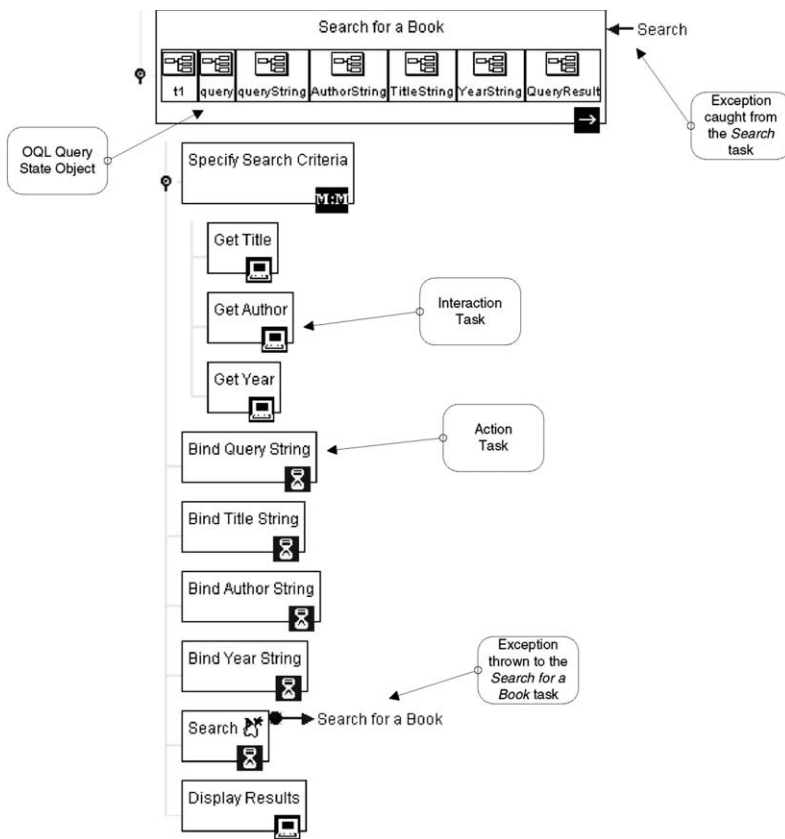 Search for a Book
Search
t1 query queryString AuthorString TitleString YearString QueryResult
Exception
caught from
the Search
task
OQL Query
State Object
Specify Search Criteria
M:M
Get Title
Get Author
Interaction
Task
Get Year
Bind Query String
Action
Task
Bind Title String
Bind Author String
Bind Year String
Exception
thrown to the
Search for a
Book task
Search
Search for a Book
Display Results